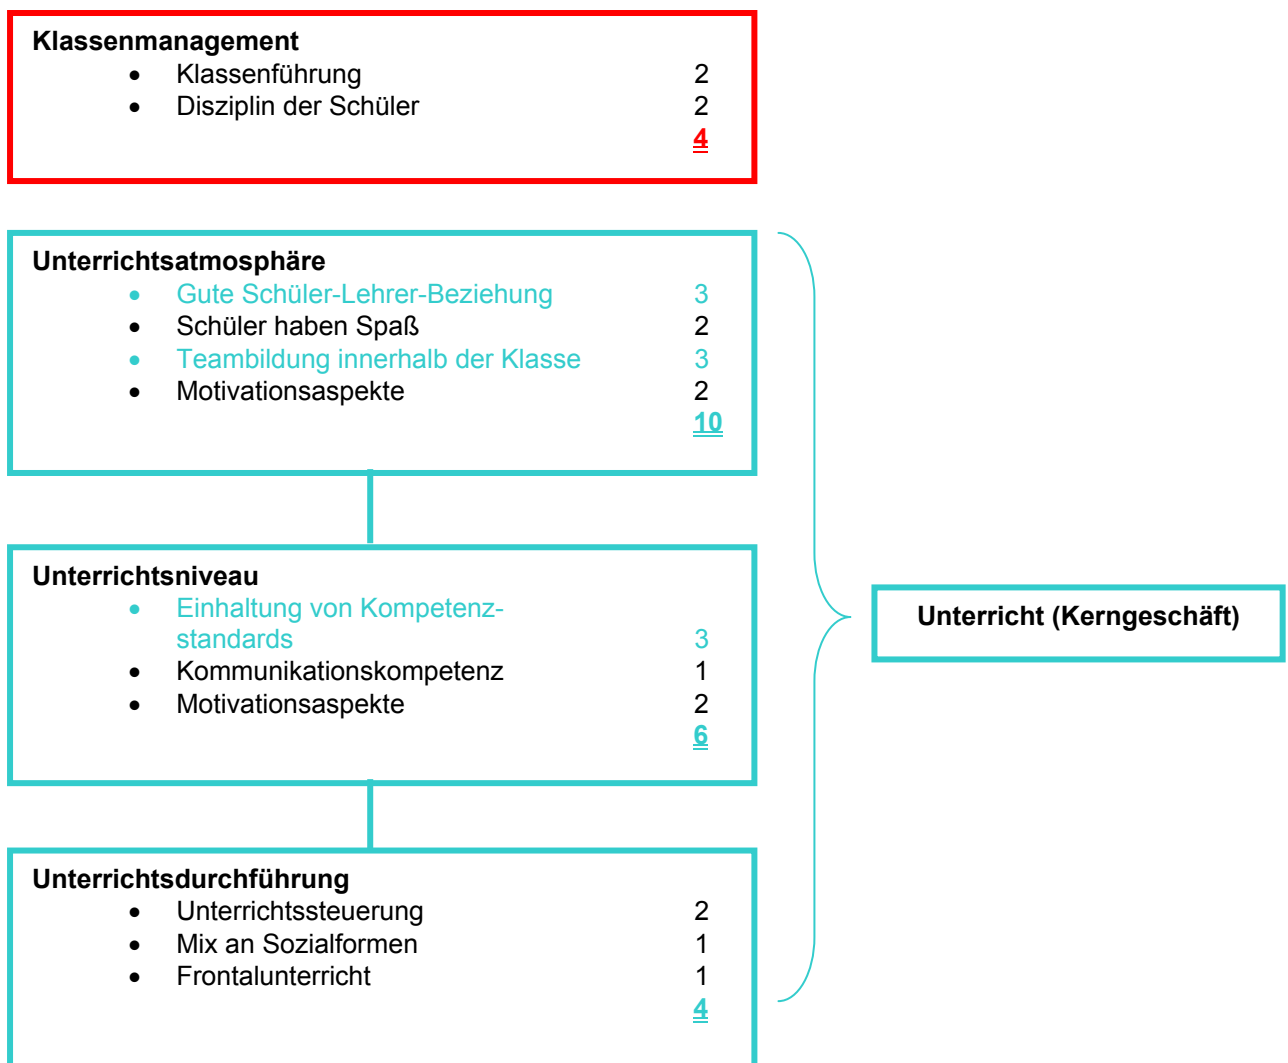 Klassenmanagement
• Klassenführung 2
• Disziplin der Schüler 2
4
Unterrichtsatmosphäre
• Gute Schüler-Lehrer-Beziehung 3
• Schüler haben Spaß 2
• Teambildung innerhalb der Klasse 3
• Motivationsaspekte 2
10
Unterrichtsniveau
• Einhaltung von Kompetenz-
standards 3
• Kommunikationskompetenz 1
• Motivationsaspekte 2
6
Unterricht (Kerngeschäft)
Unterrichtsdurchführung
• Unterrichtssteuerung 2
• Mix an Sozialformen 1
• Frontalunterricht 1
4